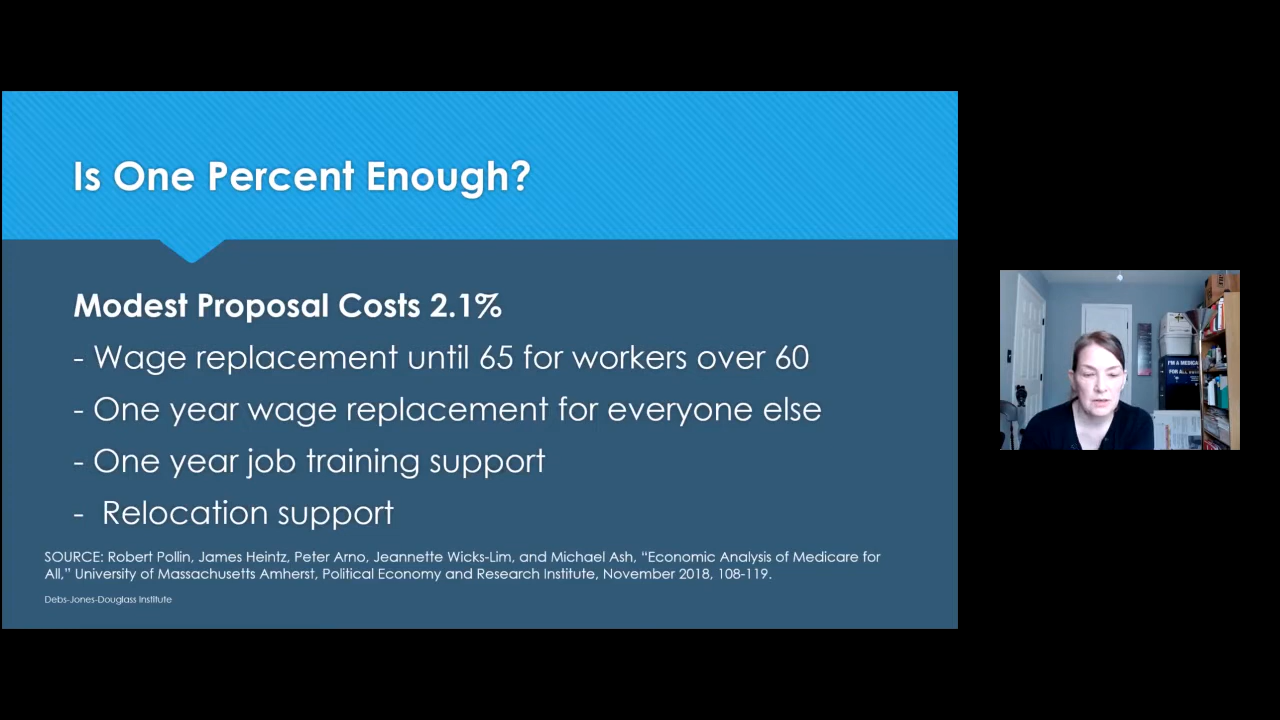 Is One Percent Enough?
Modest Proposal Costs 2.1%
- Wage replacement until 65 for workers over 60
- One year wage replacement for everyone else
- One year job training support
- Relocation support
SOURCE: Robert Pollin, James Heintz, Peter Arno, Jeannette Wicks-Lim, and Michael Ash, “Economic Analysis of Medicare for
All,” University of Massachusetts Amherst, Political Economy and Research Institute, November 2018, 108-119.
Debs-Jones-Douglass Institute
I'M A MEDICA
FOR ALL